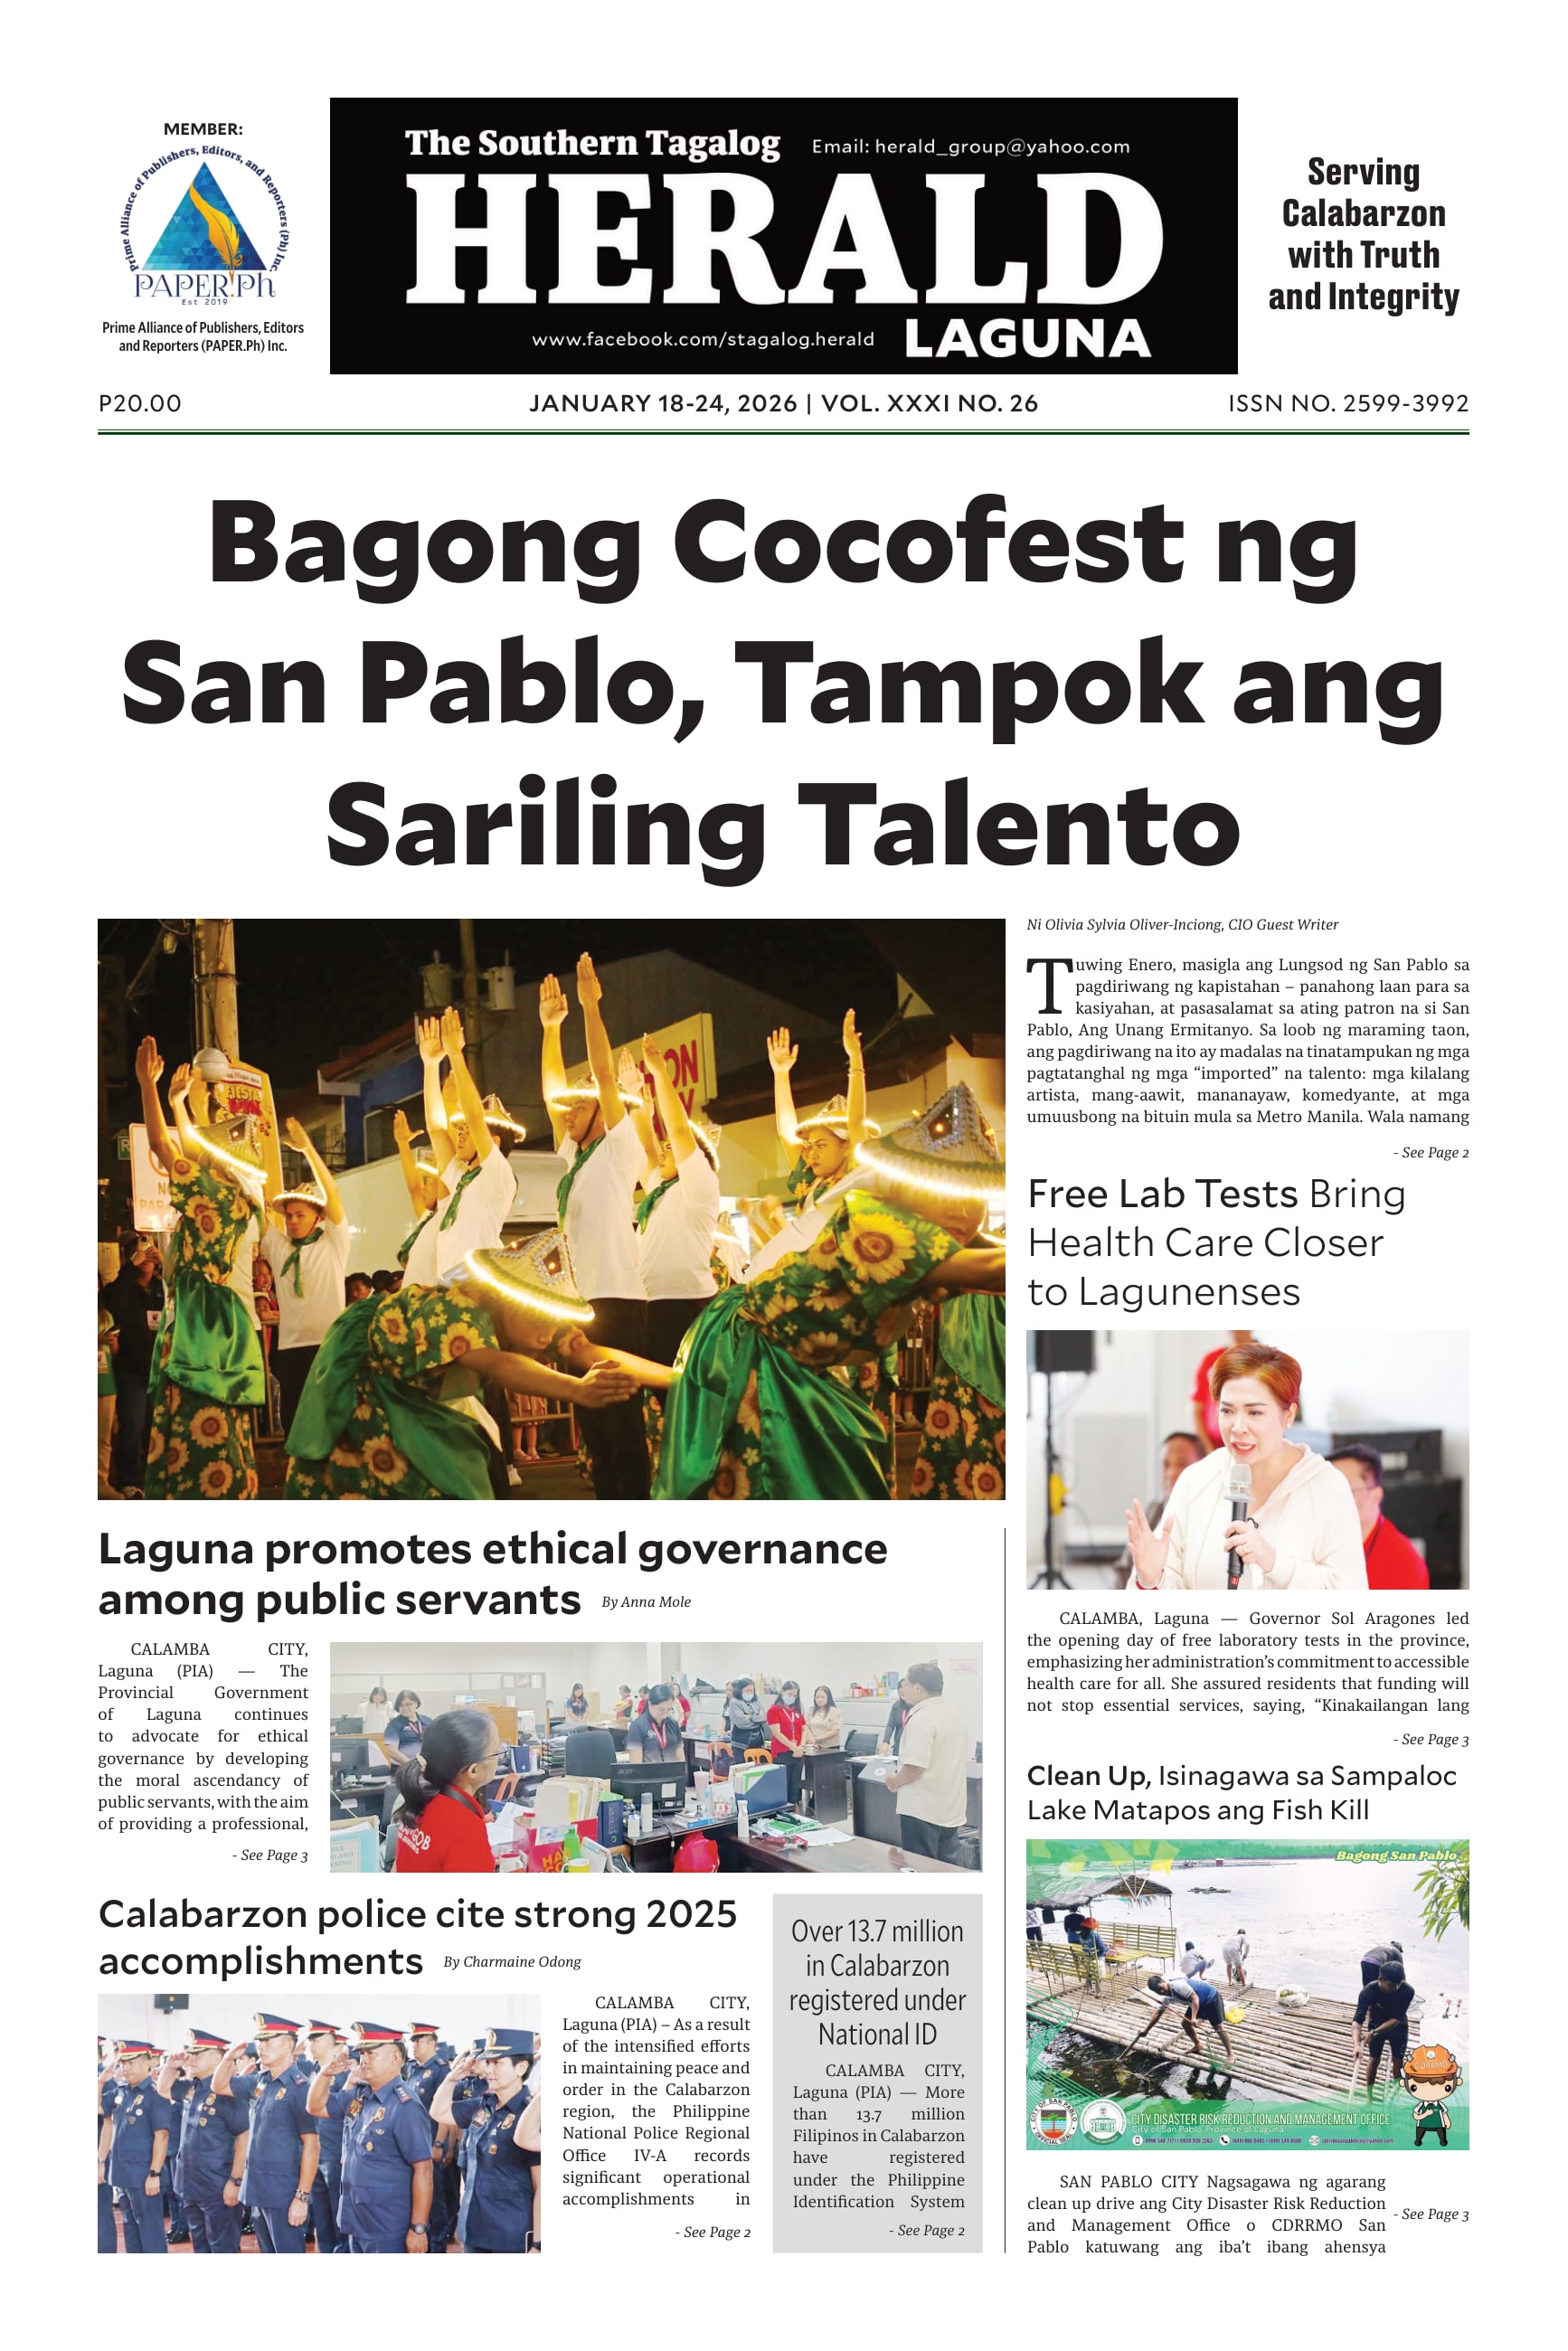 MEMBER:
Prime Alliance of Publishers, Editors, and Reporters (Ph) Inc.
PAPER.Ph
Est 2019
Prime Alliance of Publishers, Editors
and Reporters (PAPER.Ph) Inc.
The Southern Tagalog
Email: herald_group@yahoo.com
HERALD
www.facebook.com/stagalog.herald
LAGUNA
Serving
Calabarzon
with Truth
and Integrity
P20.00
JANUARY 18-24, 2026 | VOL. XXXI NO. 26
ISSN NO. 2599-3992
Bagong Cocofest ng
San Pablo, Tampok ang
Sariling Talento
FIESTA
Ni Olivia Sylvia Oliver-Inciong, CIO Guest Writer
Tuwing Enero, masigla ang Lungsod ng San Pablo sa
pagdiriwang ng kapistahan – panahong laan para sa
kasiyahan, at pasasalamat sa ating patron na si San
Pablo, Ang Unang Ermitanyo. Sa loob ng maraming taon,
ang pagdiriwang na ito ay madalas na tinatampukan ng mga
pagtatanghal ng mga “imported” na talento: mga kilalang
artista, mang-aawit, mananayaw, komedyante, at mga
umuusbong na bituin mula sa Metro Manila. Wala namang
- See Page 2
Free Lab Tests Bring
Health Care Closer
to Lagunenses
CALAMBA, Laguna — Governor Sol Aragones led
the opening day of free laboratory tests in the province,
emphasizing her administration’s commitment to accessible
health care for all. She assured residents that funding will
not stop essential services, saying, “Kinakailangan lang
- See Page 3
Clean Up, Isinagawa sa Sampaloc
Lake Matapos ang Fish Kill
Bagong San Pablo
CDRRMO
CITY OF SAN PABLO
OFFICIAL SEAL
CITY DISASTER RISK REDUCTION AND MANAGEMENT OFFICE
City of San Pablo, Province of Laguna
SAN PABLO CITY Nagsagawa ng agarang
clean up drive ang City Disaster Risk Reduction
and Management Office o CDRRMO San
Pablo katuwang ang iba’t ibang ahensya
- See Page 3
Laguna promotes ethical governance
among public servants
By Anna Mole
CALAMBA CITY,
Laguna (PIA) — The
Provincial Government
of Laguna continues
to advocate for ethical
governance by developing
the moral ascendancy of
public servants, with the aim
of providing a professional,
- See Page 3
Calabarzon police cite strong 2025
accomplishments
By Charmaine Odong
CALAMBA CITY,
Laguna (PIA) – As a result
of the intensified efforts
in maintaining peace and
order in the Calabarzon
region, the Philippine
National Police Regional
Office IV-A records
significant operational
accomplishments in
- See Page 2
Over 13.7 million
in Calabarzon
registered under
National ID
CALAMBA CITY,
Laguna (PIA) — More
than 13.7 million
Filipinos in Calabarzon
have registered
under the Philippine
Identification System
- See Page 2